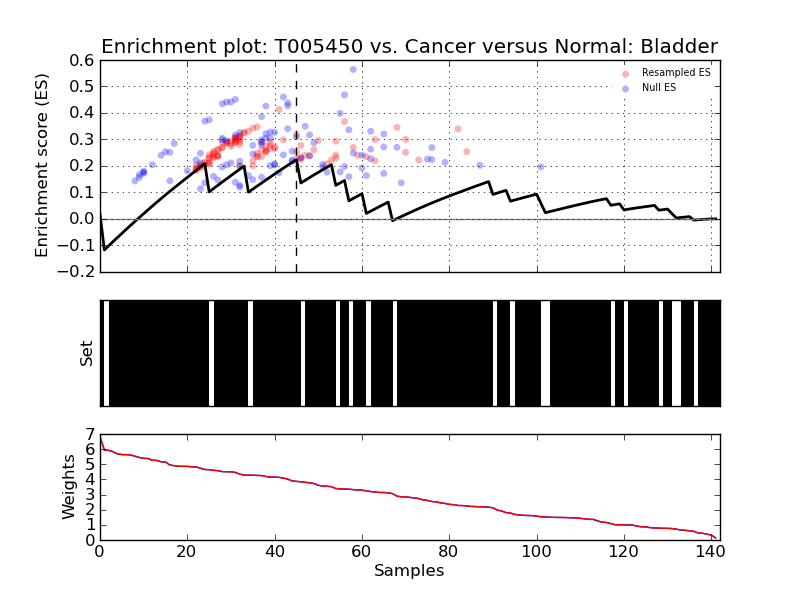 Enrichment plot: T005450 vs. Cancer versus Normal: Bladder
Enrichment score (ES)
0.6
0.5
0.4
0.3
0.2
0.1
0.0
−0.1
−0.2
Resampled ES
Null ES
Set
Weights
7
6
5
4
3
2
1
0
0 20 40 60 80 100 120 140
Samples